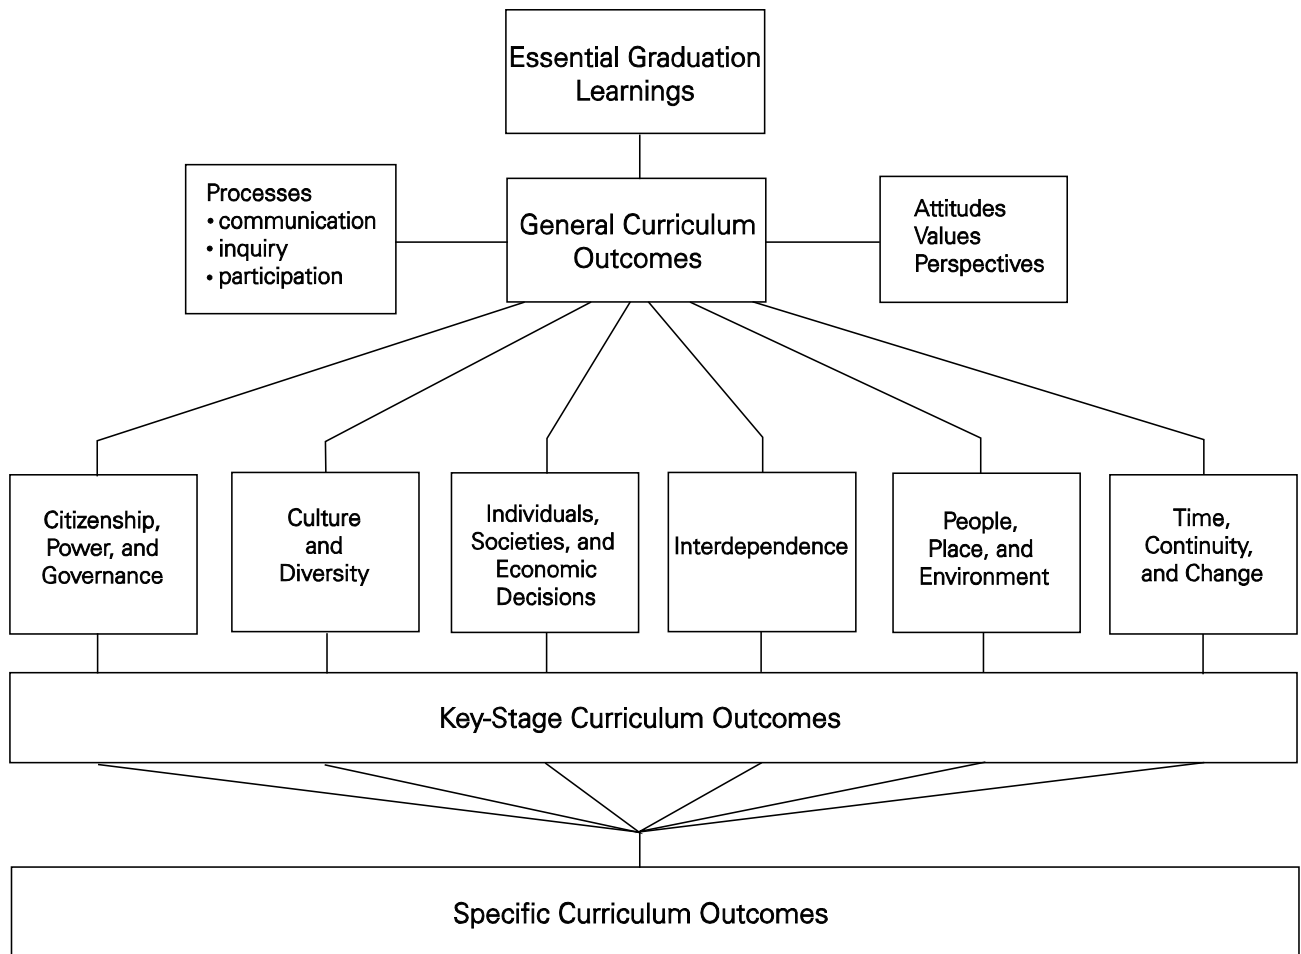 Essential Graduation
Learnings
Processes
• communication
• inquiry
• participation
General Curriculum
Outcomes
Attitudes
Values
Perspectives
Citizenship,
Power, and
Governance
Culture
and
Diversity
Individuals,
Societies, and
Economic
Decisions
Interdependence
People,
Place, and
Environment
Time,
Continuity,
and Change
Key-Stage Curriculum Outcomes
Specific Curriculum Outcomes